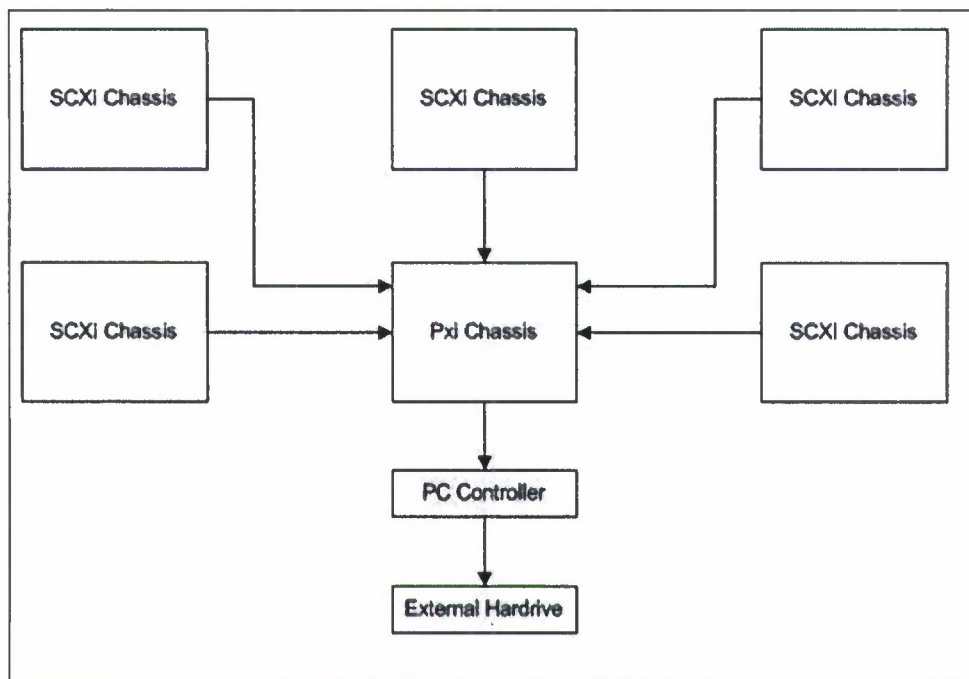 SCXi Chassis
SCXi Chassis
SCXI Chassis
SCXi Chassis
Pxi Chassis
SCXI Chassis
PC Controller
External Hardrive